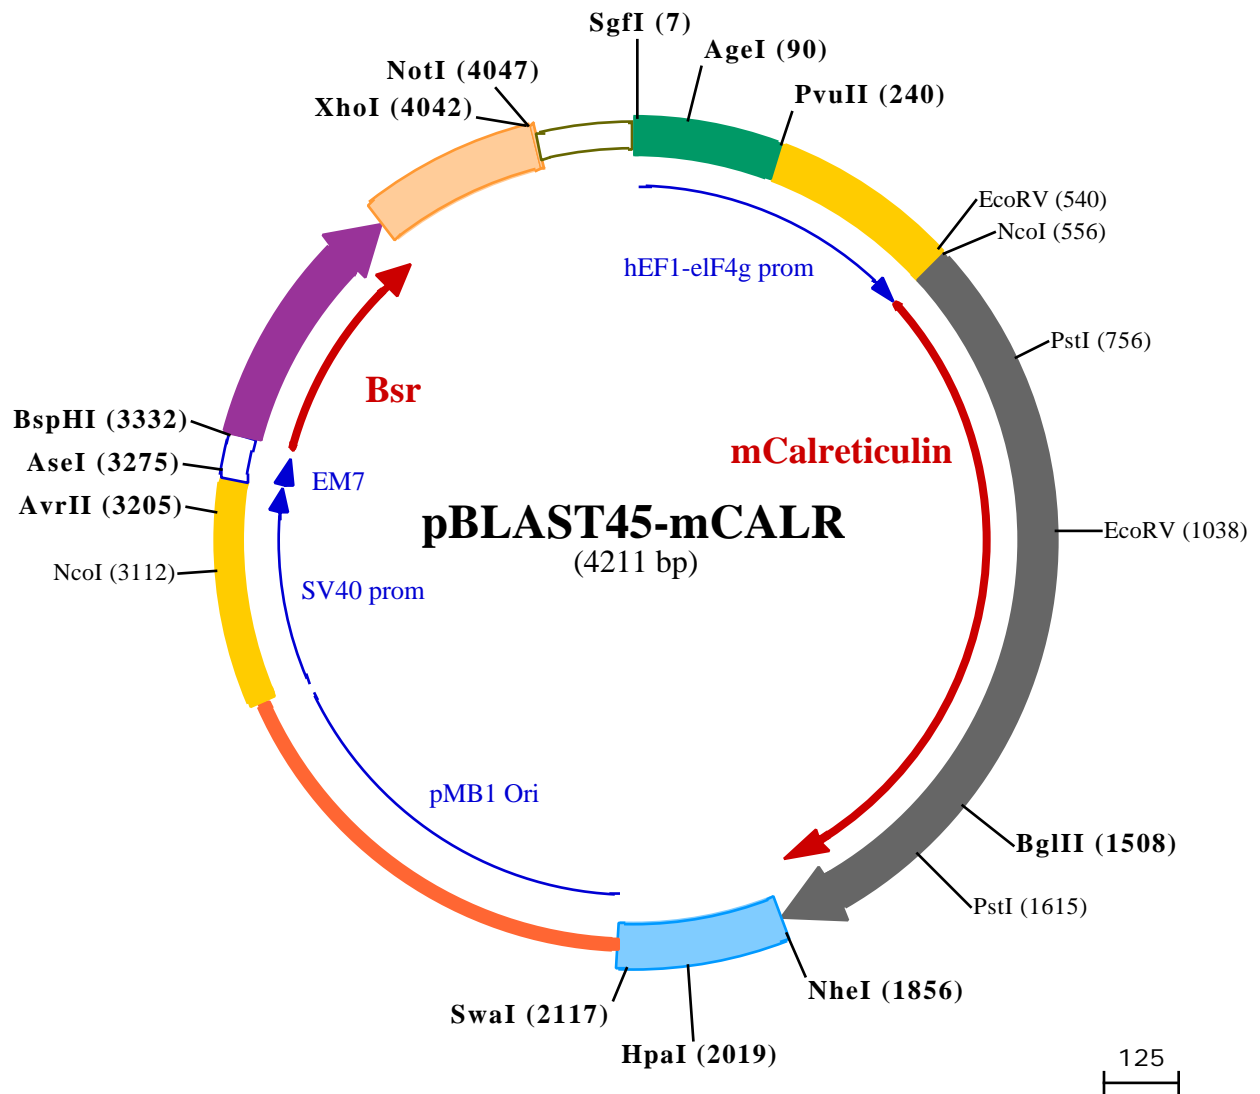 SgfI (7)
AgeI (90)
NotI (4047)
PvuII (240)
XhoI (4042)
EcoRV (540)
NcoI (556)
hEF1-eIF4g prom
PstI (756)
Bsr
BspHI (3332)
mCalreticulin
AseI (3275)
EM7
AvrII (3205)
pBLAST45-mCALR
(4211 bp)
EcoRV (1038)
NcoI (3112)
SV40 prom
pMB1 Ori
BglII (1508)
PstI (1615)
NheI (1856)
SwaI (2117)
HpaI (2019)
125